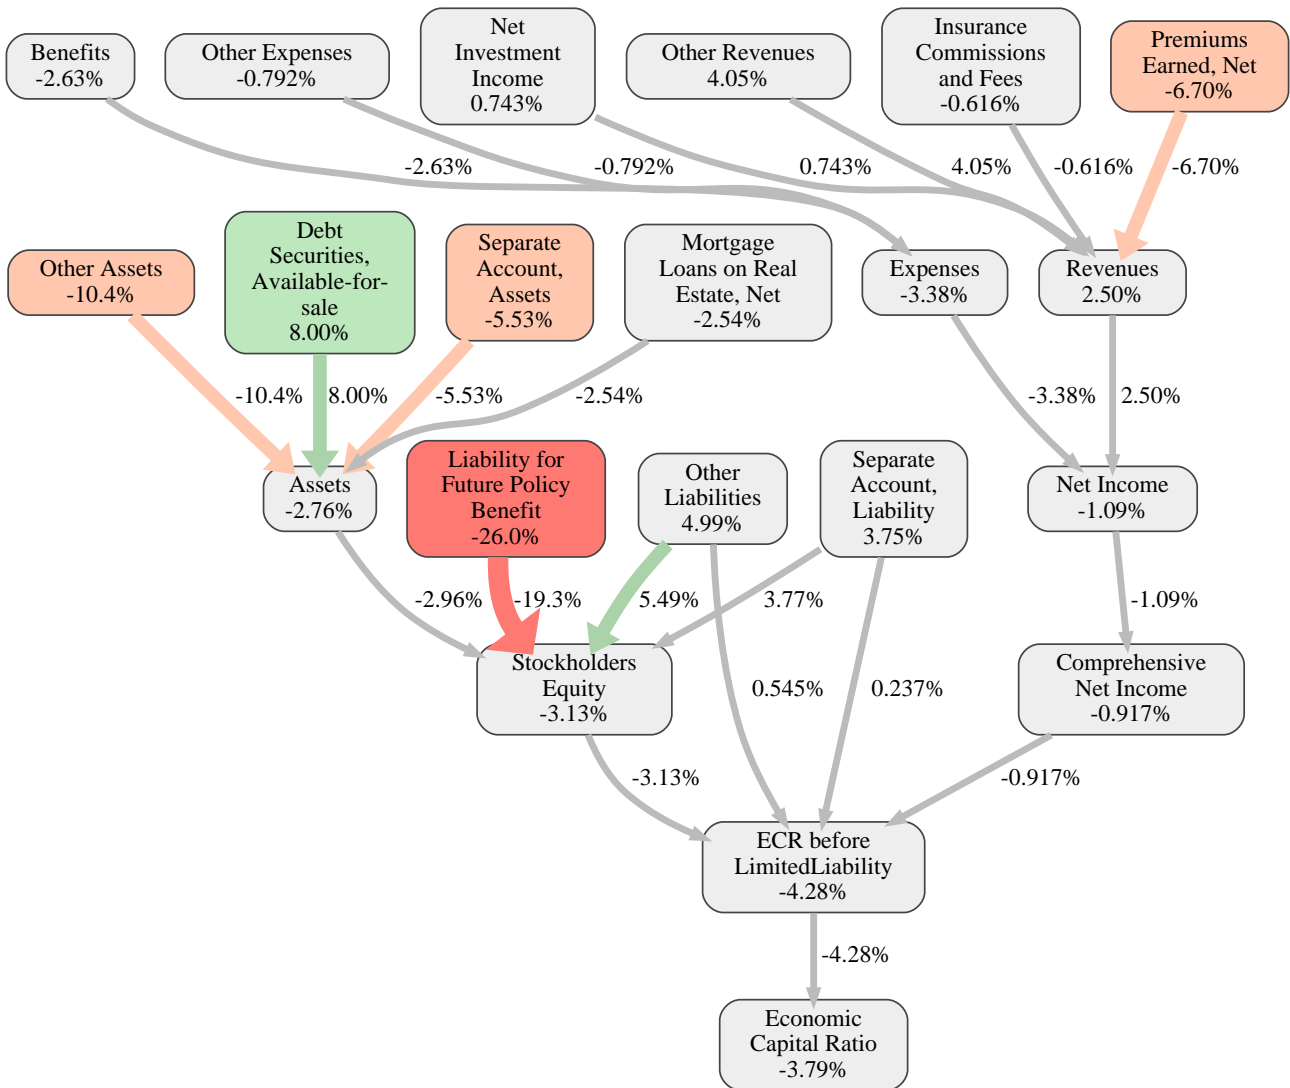 Benefits
-2.63%
Other Expenses
-0.792%
Net
Investment
Income
0.743%
Other Revenues
4.05%
Insurance
Commissions
and Fees
-0.616%
Premiums
Earned, Net
-6.70%
-2.63%
-0.792%
0.743%
4.05%
-0.616%
-6.70%
Other Assets
-10.4%
Debt
Securities,
Available-for-
sale
8.00%
Separate
Account,
Assets
-5.53%
Mortgage
Loans on Real
Estate, Net
-2.54%
Expenses
-3.38%
Revenues
2.50%
-10.4%
8.00%
-5.53%
-2.54%
-3.38%
2.50%
Assets
-2.76%
Liability for
Future Policy
Benefit
-26.0%
Other
Liabilities
4.99%
Separate
Account,
Liability
3.75%
Net Income
-1.09%
-2.96%
-19.3%
5.49%
3.77%
-1.09%
Stockholders
Equity
-3.13%
0.545%
0.237%
Comprehensive
Net Income
-0.917%
-3.13%
-0.917%
ECR before
LimitedLiability
-4.28%
-4.28%
Economic
Capital Ratio
-3.79%